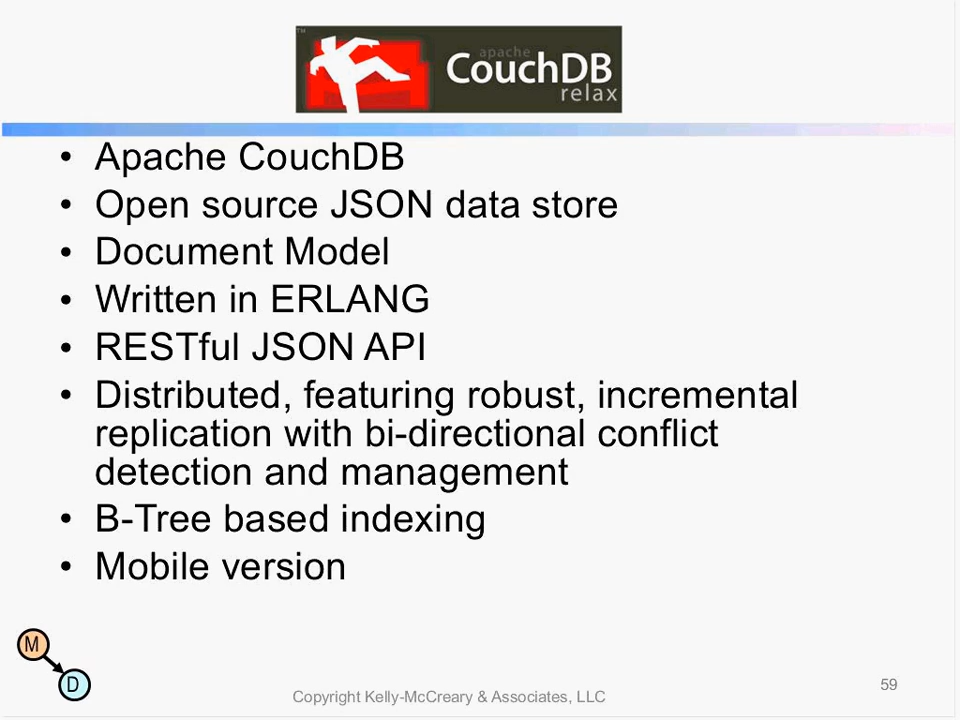 TM
apache
CouchDB
relax
• Apache CouchDB
• Open source JSON data store
• Document Model
• Written in ERLANG
• RESTful JSON API
• Distributed, featuring robust, incremental
replication with bi-directional conflict
detection and management
• B-Tree based indexing
• Mobile version
M
D
Copyright Kelly-McCreary & Associates, LLC
59